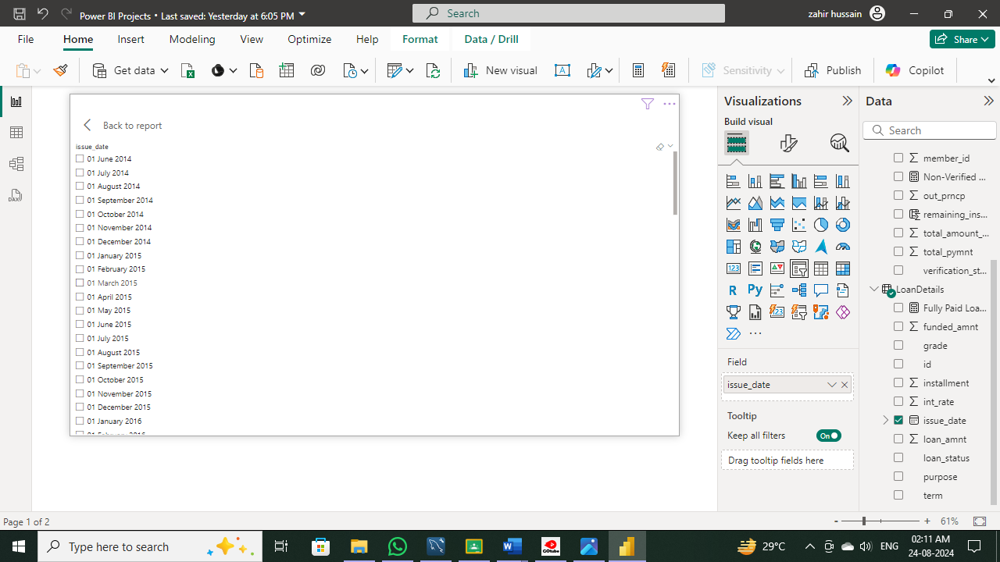 Power BI Projects • Last saved: Yesterday at 6:05 PM
Search
zahir hussain
File Home Insert Modeling View Optimize Help Format Data / Drill
Share
Get data
New visual
Sensitivity
Publish
Copilot
Back to report
issue_date
01 June 2014
01 July 2014
01 August 2014
01 September 2014
01 October 2014
01 November 2014
01 December 2014
01 January 2015
01 February 2015
01 March 2015
01 April 2015
01 May 2015
01 June 2015
01 July 2015
01 August 2015
01 September 2015
01 October 2015
01 November 2015
01 December 2015
01 January 2016
01 February 2016
Visualizations
Build visual
123
R Py
123
Field
issue_date
Tooltip
Keep all filters
On
Drag tooltip fields here
Data
Search
member_id
Non-Verified ...
out_prncp
remaining_ins...
total_amount_...
total_pymnt
verification_st...
LoanDetails
Fully Paid Loa...
funded_amnt
grade
id
installment
int_rate
issue_date
loan_amnt
loan_status
purpose
term
DAX
Page 1 of 2
- + 61%
Type here to search
GOtube
29°C
ENG
02:11 AM
24-08-2024